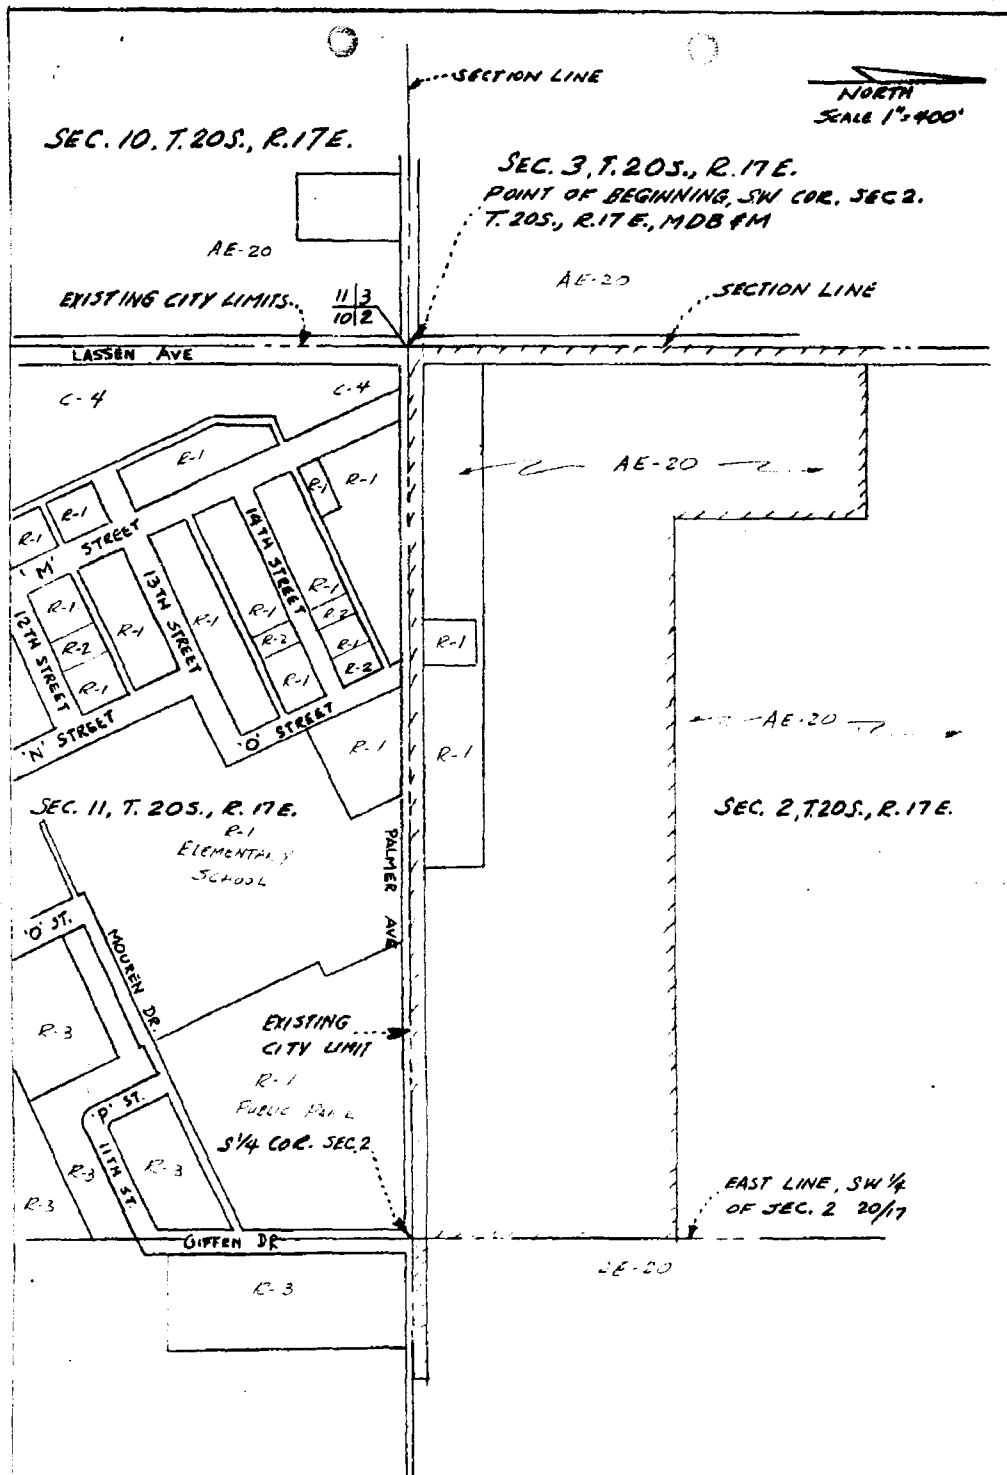 SECTION LINE
NORTH
SCALE 1"=400'
SEC. 10, T.20S., R.17E.
SEC. 3, T.20S., R.17E.
POINT OF BEGINNING, SW COR. SEC 2.
T.20S., R.17E., MDB &M
AE-20
AE-20
EXISTING CITY LIMITS
11 3
10 2
SECTION LINE
LASSEN AVE
C-4
C-4
R-1
AE-20
R-1
R-1
R-1
R-1
'M' STREET
14TH STREET
13TH STREET
12TH STREET
R-1
R-1
R-1
R-1
R-1
R-2
R-2
R-2
R-1
R-1
R-1
R-1
R-2
R-1
'N' STREET
'O' STREET
R-1
R-1
AE-20
SEC. 11, T.20S., R.17E.
SEC. 2, T.20S., R.17E.
R-1
ELEMENTARY
SCHOOL
PALMER AVE
'O' ST.
MOUREN DR.
R-3
EXISTING
CITY LIMIT
R-1
PUBLIC PARK
S 1/4 COR. SEC. 2
'P' ST.
11TH ST.
R-3
R-3
R-3
EAST LINE, SW 1/4
OF SEC. 2 20/17
GIFFEN DR
AE-20
R-3